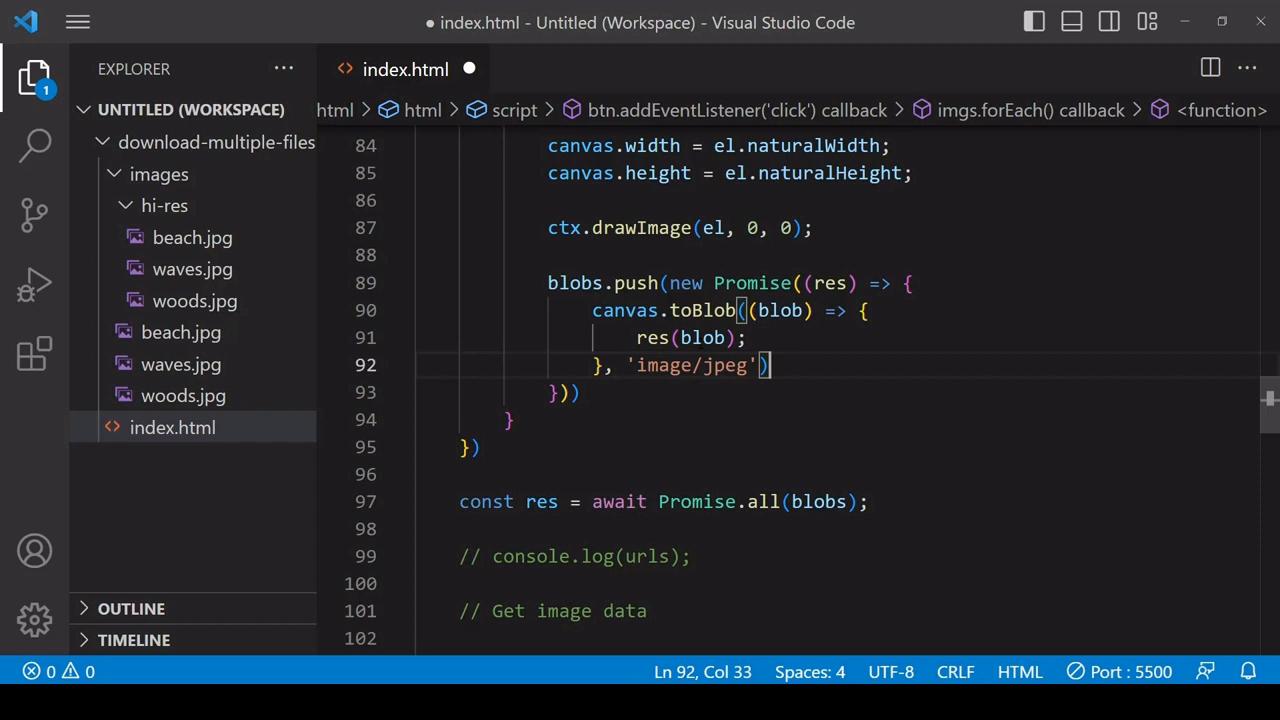 ● index.html - Untitled (Workspace) - Visual Studio Code
EXPLORER
index.html
1
UNTITLED (WORKSPACE)
html > html > script > btn.addEventListener('click') callback > imgs.forEach() callback > <function>
download-multiple-files
images
hi-res
beach.jpg
waves.jpg
woods.jpg
beach.jpg
waves.jpg
woods.jpg
index.html
84 canvas.width = el.naturalWidth;
85 canvas.height = el.naturalHeight;
86
87 ctx.drawImage(el, 0, 0);
88
89 blobs.push(new Promise((res) => {
90 canvas.toBlob((blob) => {
91 res(blob);
92 }, 'image/jpeg')
93 }))
94 }
95 })
96
97 const res = await Promise.all(blobs);
98
99 // console.log(urls);
100
101 // Get image data
102
OUTLINE
TIMELINE
0 0 Ln 92, Col 33 Spaces: 4 UTF-8 CRLF HTML Port : 5500